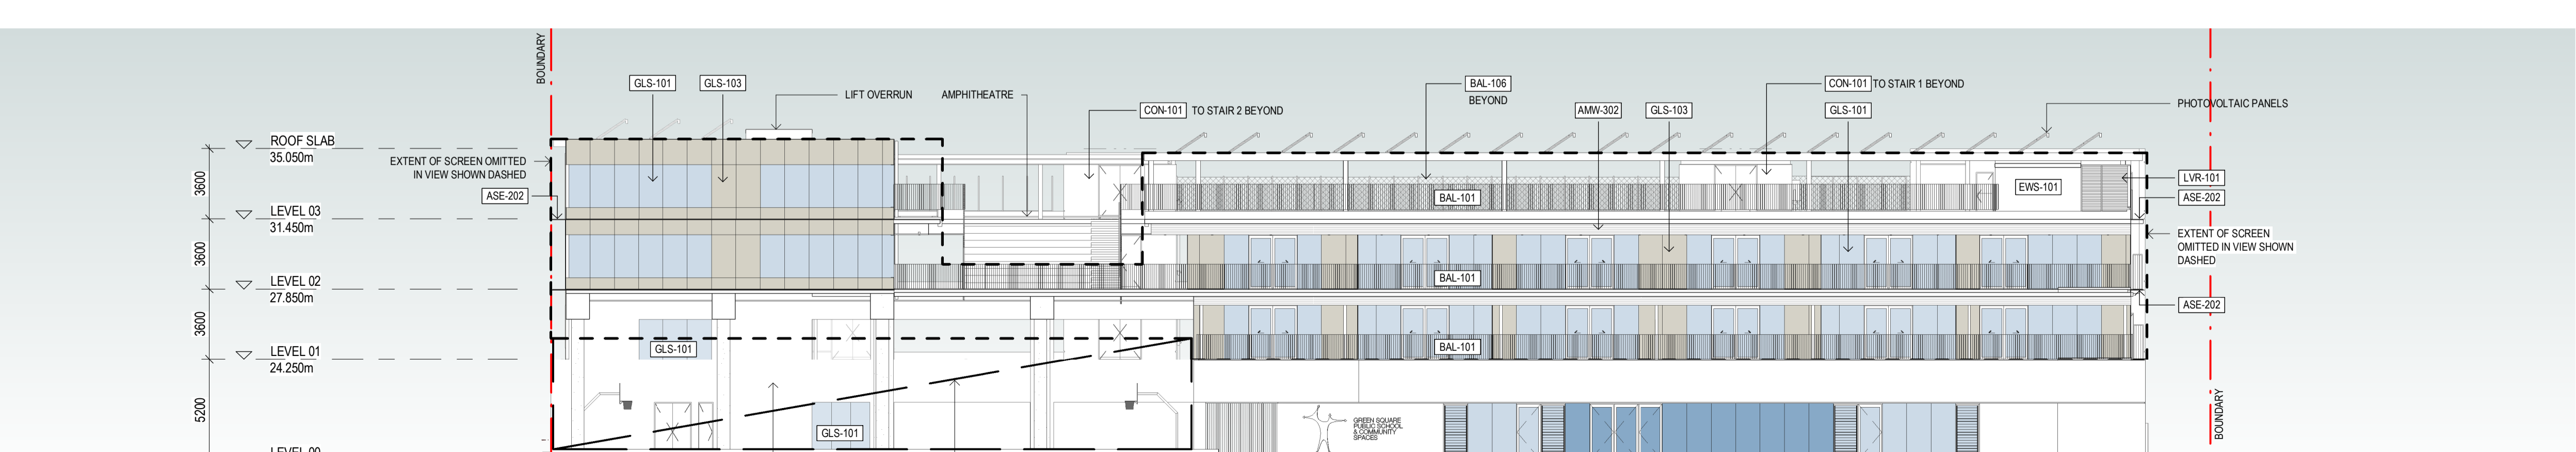 BOUNDARY
GLS-101
GLS-103
LIFT OVERRUN
AMPHITHEATRE
CON-101 TO STAIR 2 BEYOND
BAL-106
BEYOND
AMW-302
GLS-103
CON-101 TO STAIR 1 BEYOND
GLS-101
PHOTOVOLTAIC PANELS
ROOF SLAB
35.050m
EXTENT OF SCREEN OMITTED
IN VIEW SHOWN DASHED
3600
ASE-202
LEVEL 03
31.450m
BAL-101
EWS-101
LVR-101
ASE-202
3600
EXTENT OF SCREEN
OMITTED IN VIEW SHOWN
DASHED
LEVEL 02
27.850m
BAL-101
ASE-202
3600
LEVEL 01
24.250m
GLS-101
BAL-101
5200
GLS-101
GREEN SQUARE
PUBLIC SCHOOL
& COMMUNITY
SPACES
BOUNDARY
LEVEL 00